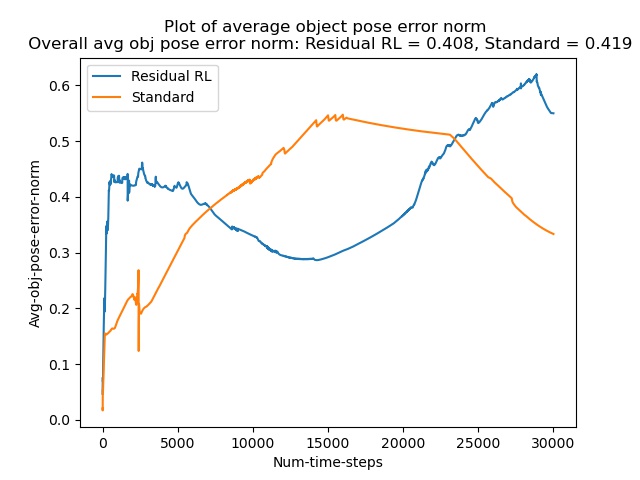 Plot of average object pose error norm
Overall avg obj pose error norm: Residual RL = 0.408, Standard = 0.419
Residual RL
Standard
0.6
0.5
0.4
0.3
0.2
0.1
0.0
Avg-obj-pose-error-norm
0 5000 10000 15000 20000 25000 30000
Num-time-steps